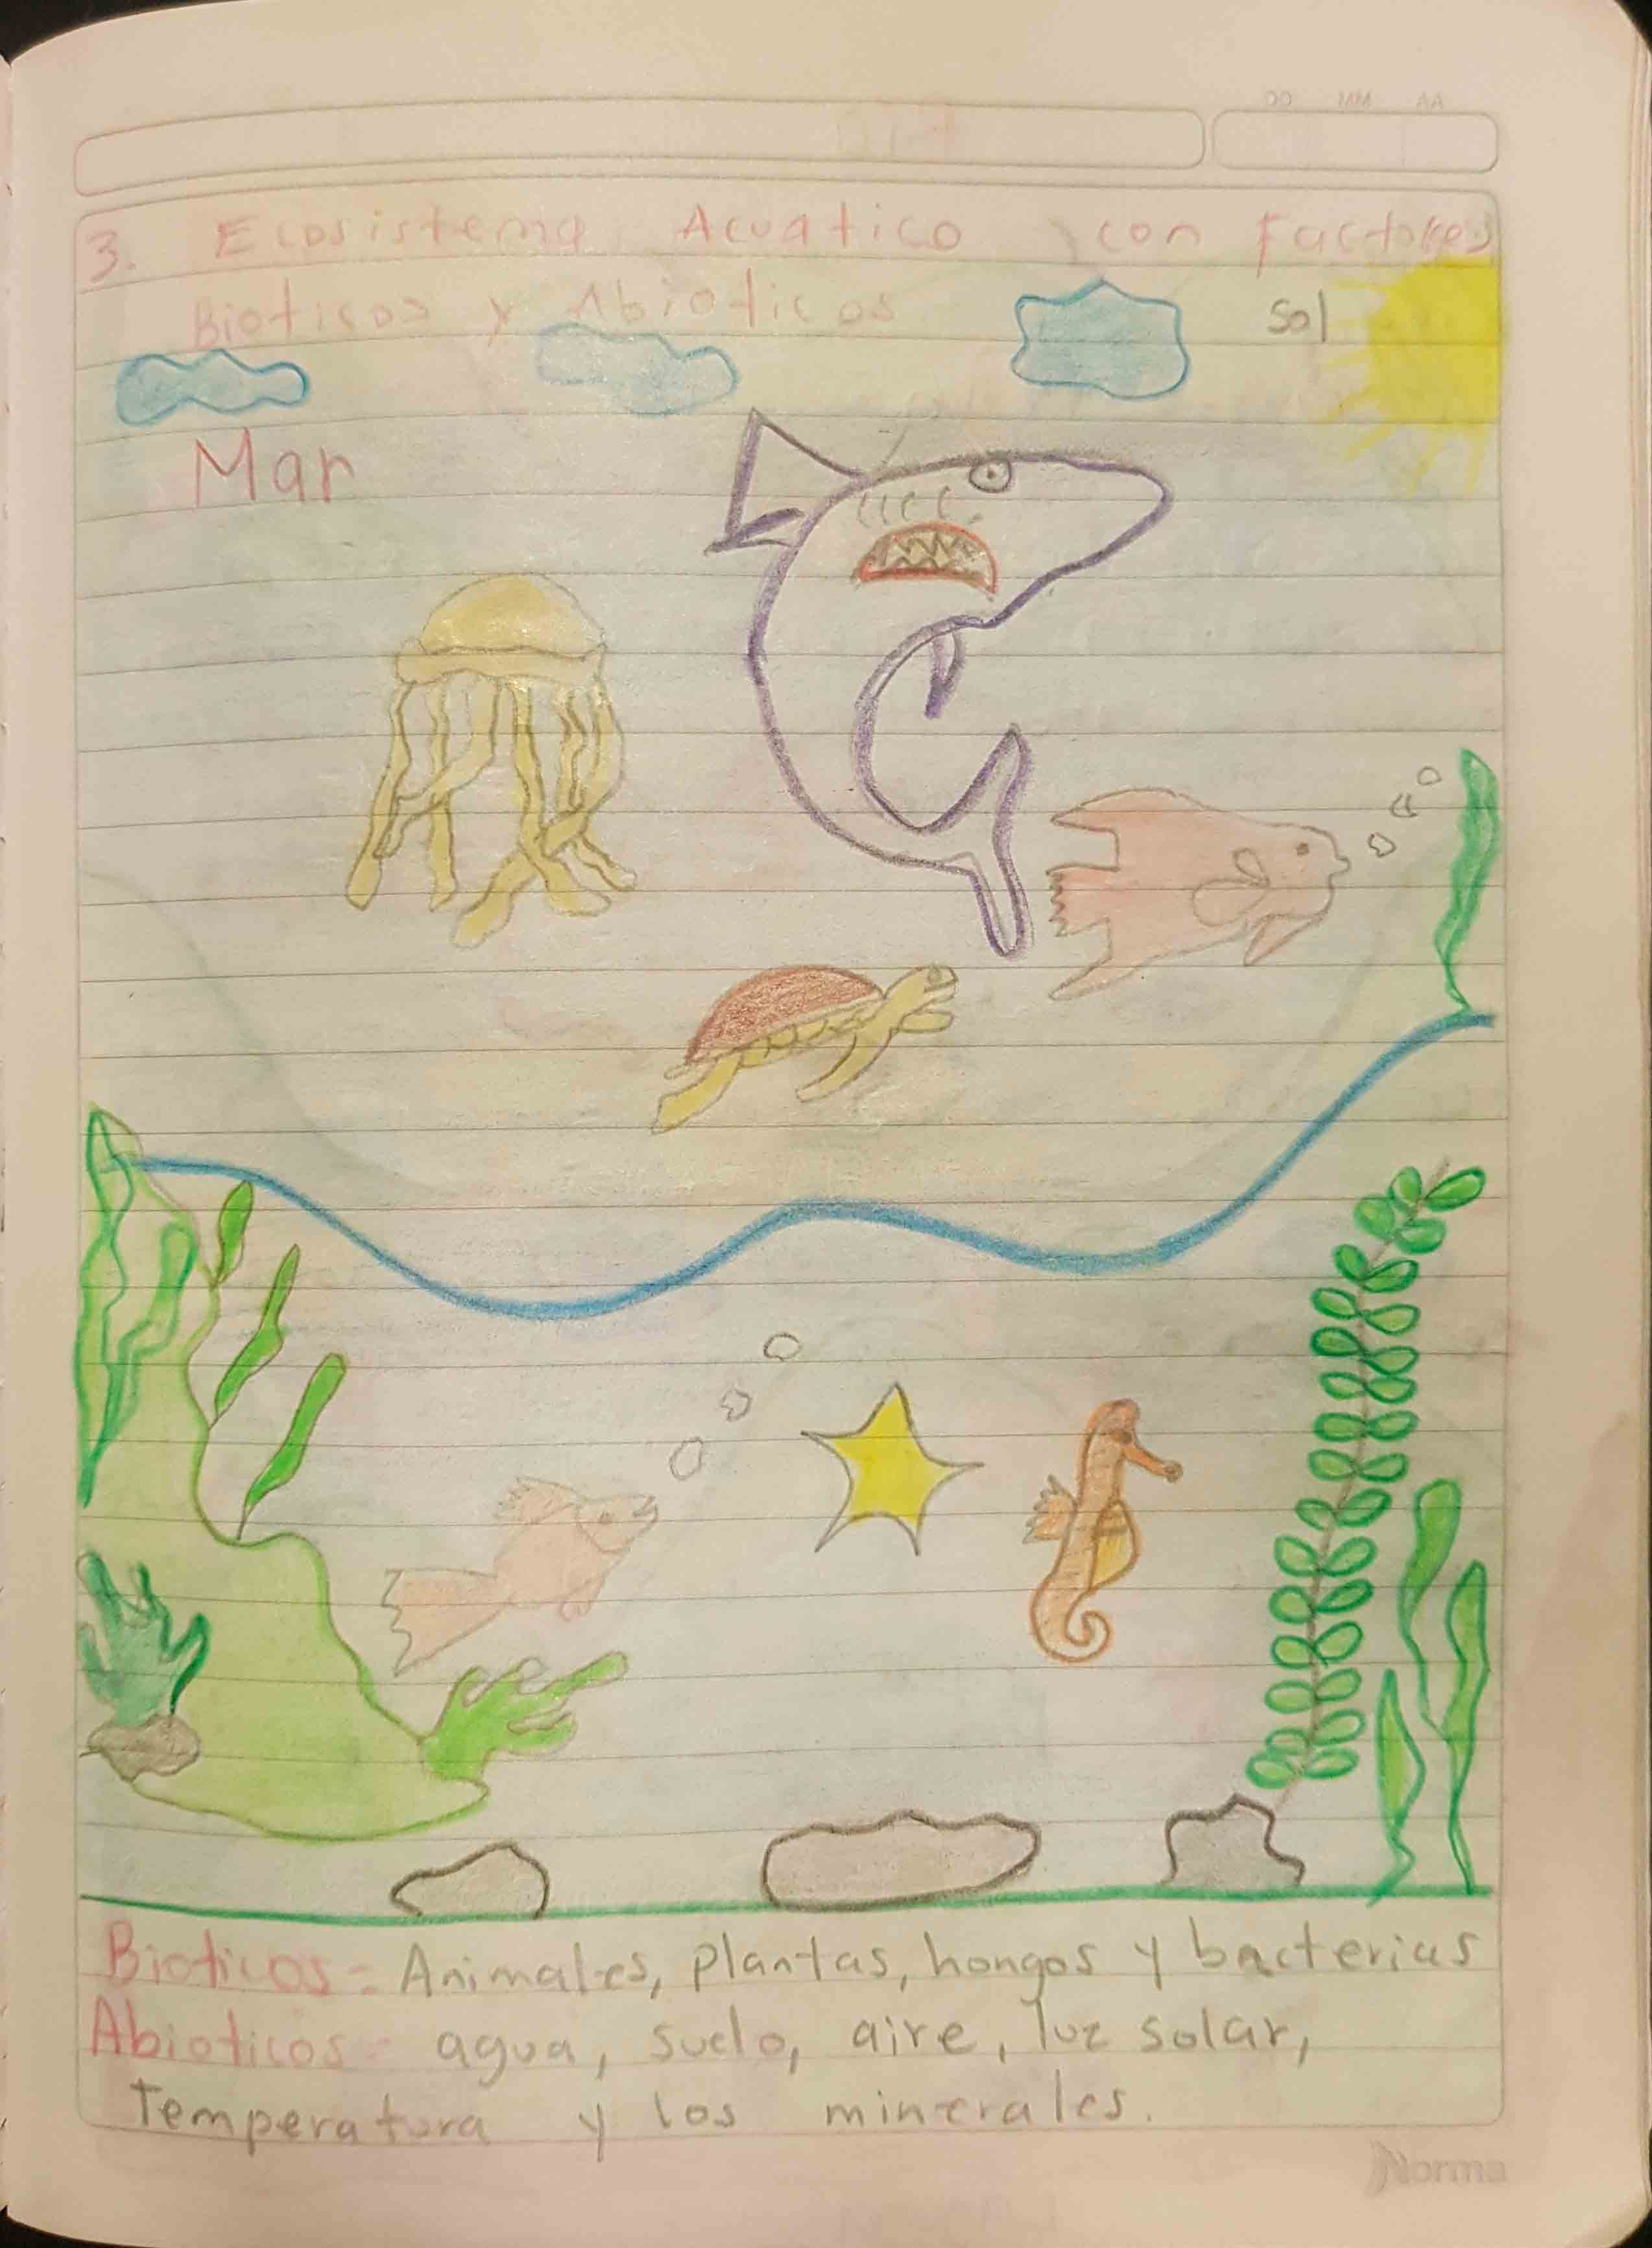 AA MM DD
3. Ecosistema Acuatico con Factores
Bioticos y Abioticos
Sol
Mar
Bioticos = Animales, plantas, hongos y bacterias
Abioticos = agua, suelo, aire, luz solar,
Temperatura y los minerales.
Norma